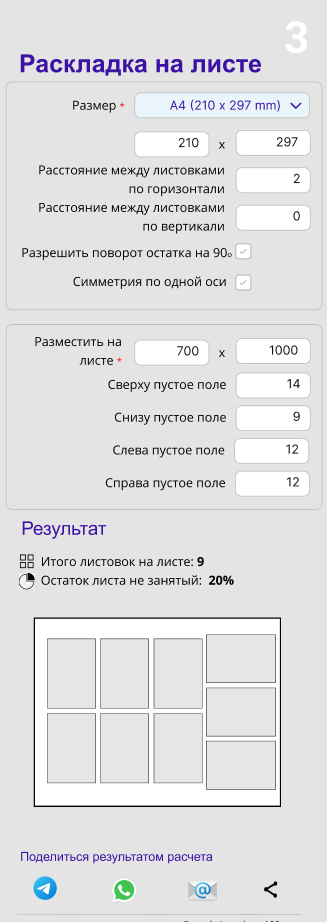 3
Раскладка на листе
Размер * A4 (210 x 297 mm)
210 x 297
Расстояние между листовками
по горизонтали 2
Расстояние между листовками
по вертикали 0
Разрешить поворот остатка на 90o
Симметрия по одной оси
Разместить на
листе * 700 x 1000
Сверху пустое поле 14
Снизу пустое поле 9
Слева пустое поле 12
Справа пустое поле 12
Результат
Итого листовок на листе: 9
Остаток листа не занятый: 20%
Поделиться результатом расчета